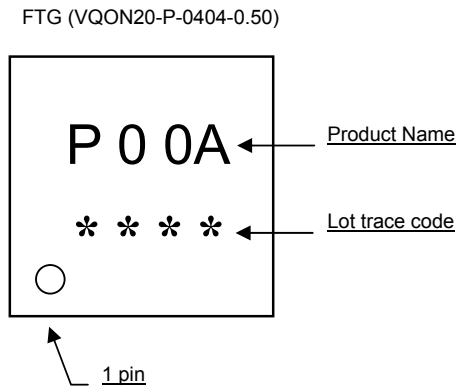 FTG (VQON20-P-0404-0.50)
P 0 0A
Product Name
* * * *
Lot trace code
1 pin